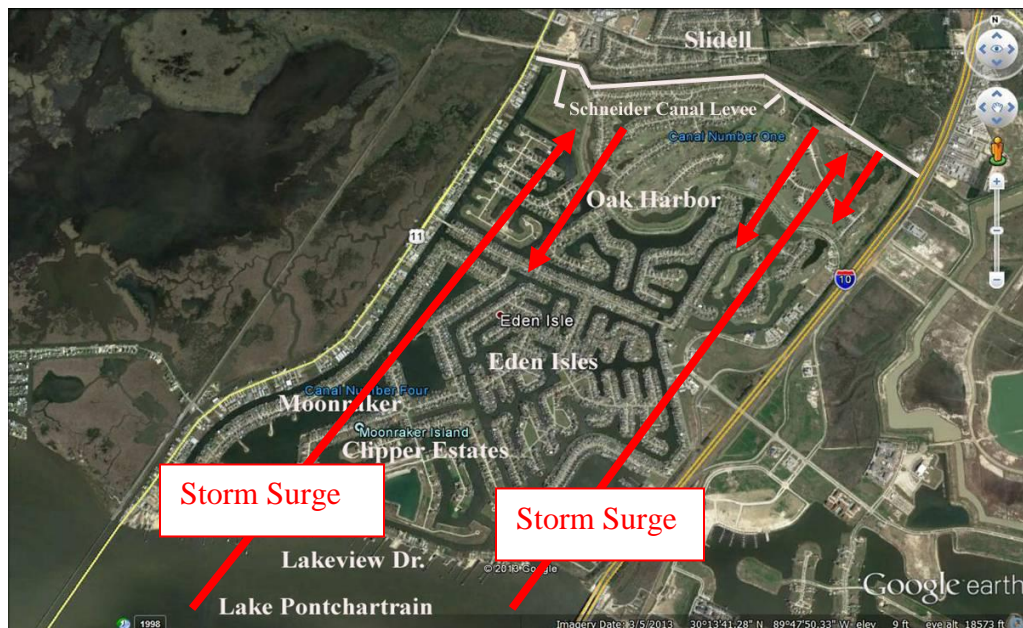 N
Slidell
Schneider Canal Levee
Canal Number One
Oak Harbor
11
10
Eden Isle
Eden Isles
Canal Number Four
Moonraker
Moonraker Island
Clipper Estates
Storm Surge
Storm Surge
Lakeview Dr.
© 2013 Google
Google earth
Lake Pontchartrain
1998
Imagery Date: 3/5/2013 30°13'41.28" N 89°47'50.33" W elev 9 ft eye alt 18573 ft